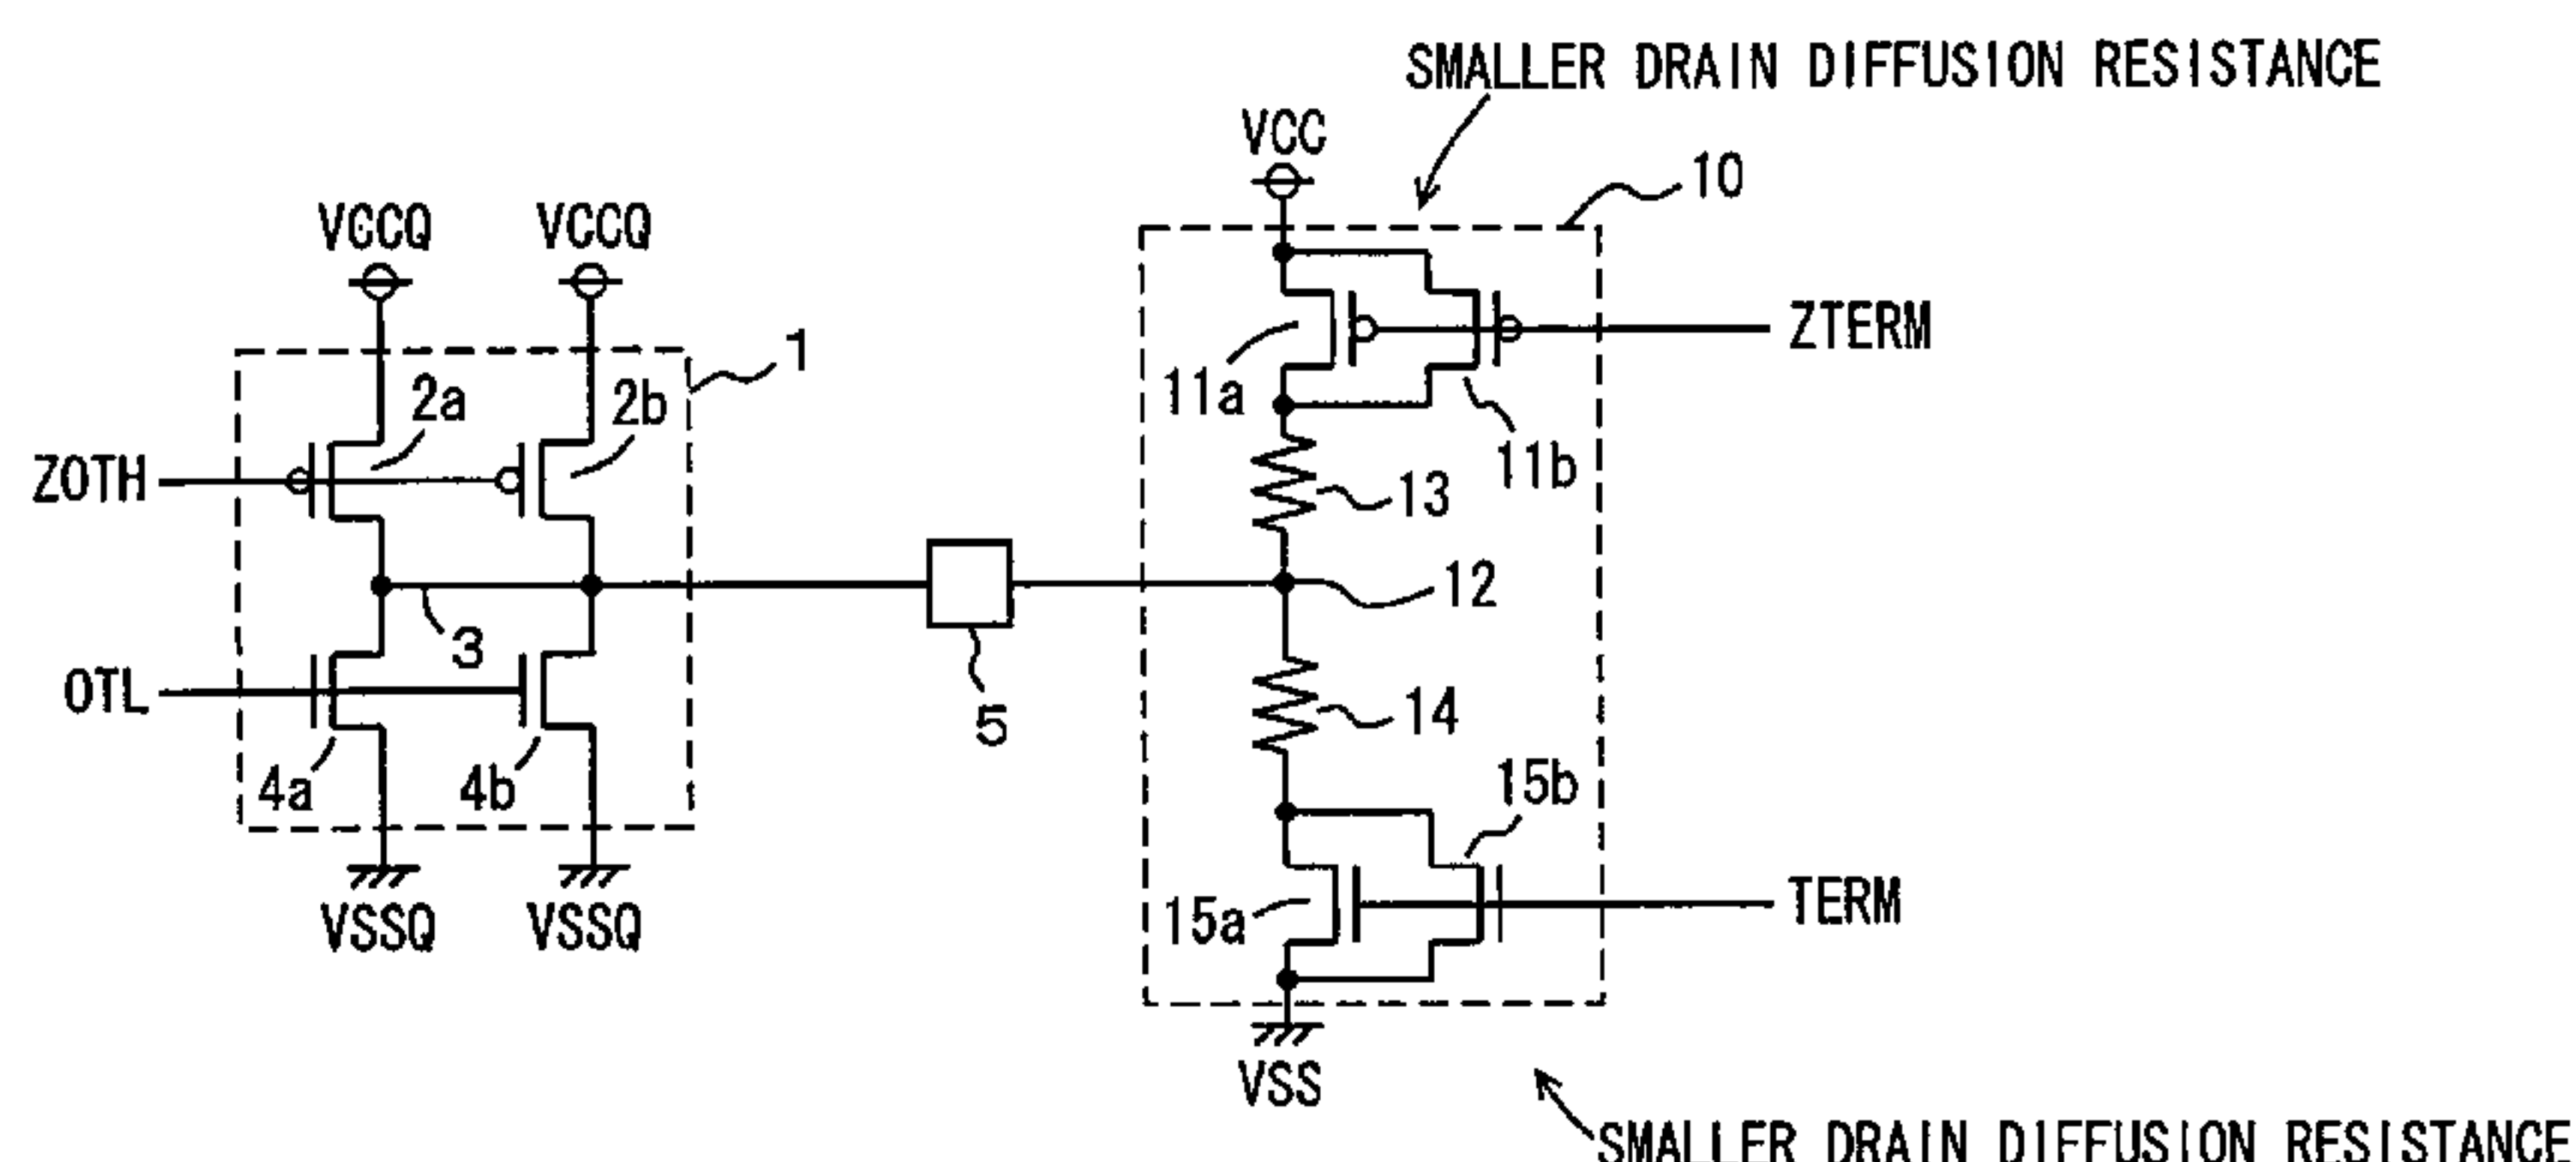 SMALLER DRAIN DIFFUSION RESISTANCE
VCC
10
VCCQ VCCQ
1
ZTERM
2a 2b
11a
11b
ZOTH
13
12
3
OTL
14
5
4a 4b
15b
15a
TERM
VSSQ VSSQ
VSS
SMALLER DRAIN DIFFUSION RESISTANCE